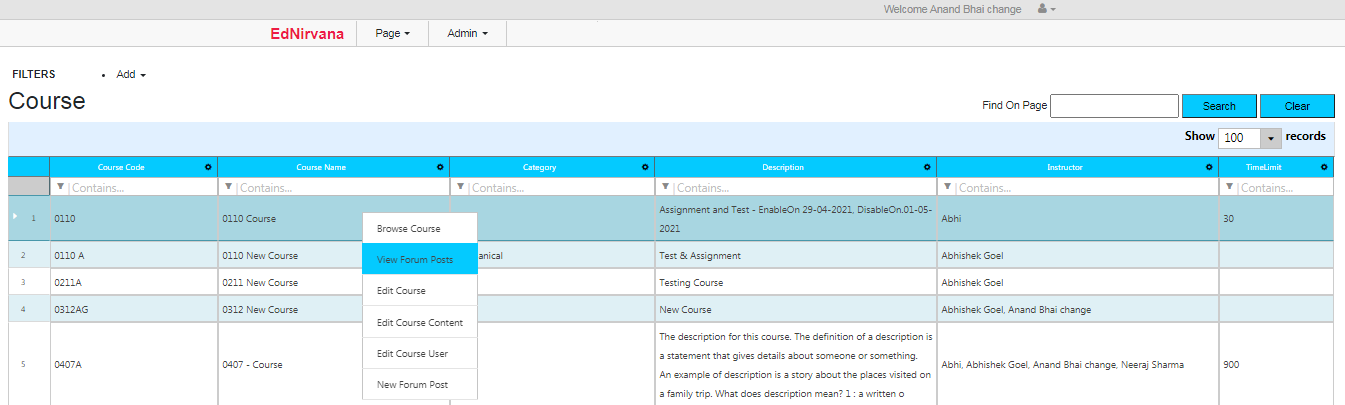 Welcome Anand Bhai change
EdNirvana Page Admin
FILTERS • Add
Course
Find On Page Search Clear
Show 100 records
Course Code Course Name Category Description Instructor TimeLimit
Contains... Contains... Contains... Contains... Contains... Contains...
1 0110 0110 Course Assignment and Test - EnableOn 29-04-2021, DisableOn.01-05-
2021 Abhi 30
Browse Course
View Forum Posts
Edit Course
Edit Course Content
Edit Course User
New Forum Post
2 0110 A 0110 New Course anical Test & Assignment Abhishek Goel
3 0211A 0211 New Course Testing Course Abhishek Goel
4 0312AG 0312 New Course New Course Abhishek Goel, Anand Bhai change
5 0407A 0407 - Course The description for this course. The definition of a description is
a statement that gives details about someone or something.
An example of description is a story about the places visited on
a family trip. What does description mean? 1 : a written o
Abhi, Abhishek Goel, Anand Bhai change, Neeraj Sharma 900